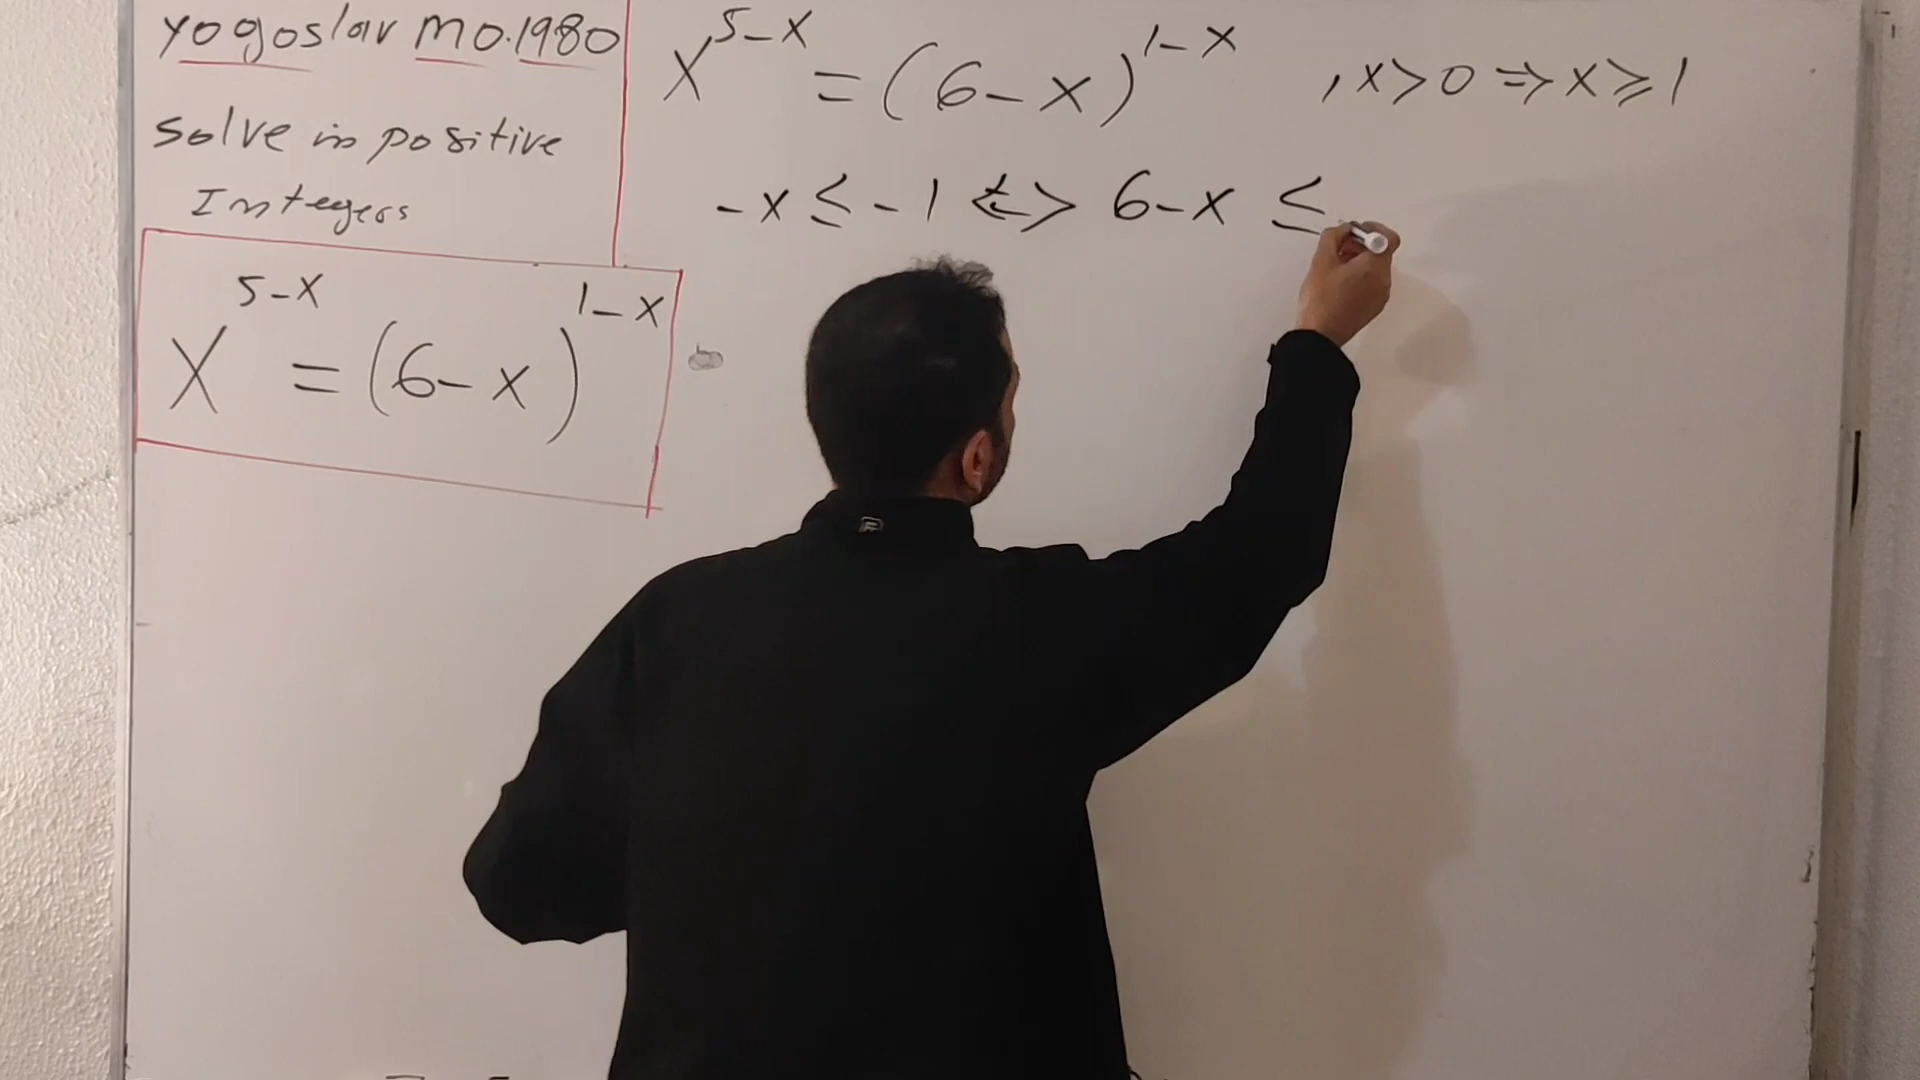 yogoslav MO.1980
solve in positive
Integers
X^{5-X} = (6-x)^{1-x}
X^{5-X} = (6-x)^{1-x} , x>0 ⇒ x⩾1
-x ≤ -1 <=> 6-x ≤